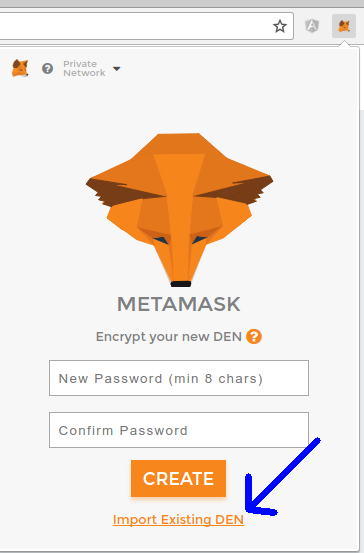 Private
Network
METAMASK
Encrypt your new DEN ?
New Password (min 8 chars)
Confirm Password
CREATE
Import Existing DEN